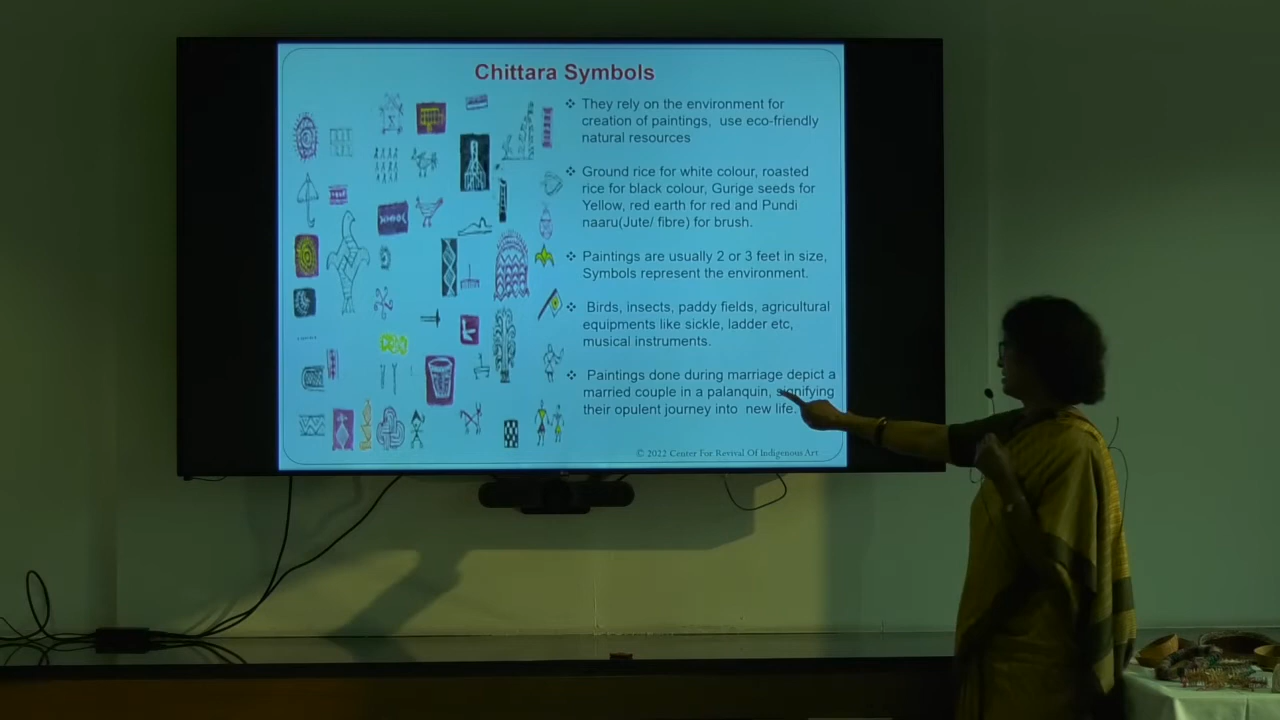 Chittara Symbols
❖ They rely on the environment for
creation of paintings, use eco-friendly
natural resources
❖ Ground rice for white colour, roasted
rice for black colour, Gurige seeds for
Yellow, red earth for red and Pundi
naaru(Jute/ fibre) for brush.
❖ Paintings are usually 2 or 3 feet in size,
Symbols represent the environment.
❖ Birds, insects, paddy fields, agricultural
equipments like sickle, ladder etc,
musical instruments.
❖ Paintings done during marriage depict a
married couple in a palanquin, signifying
their opulent journey into new life.
© 2022 Center For Revival Of Indigenous Art